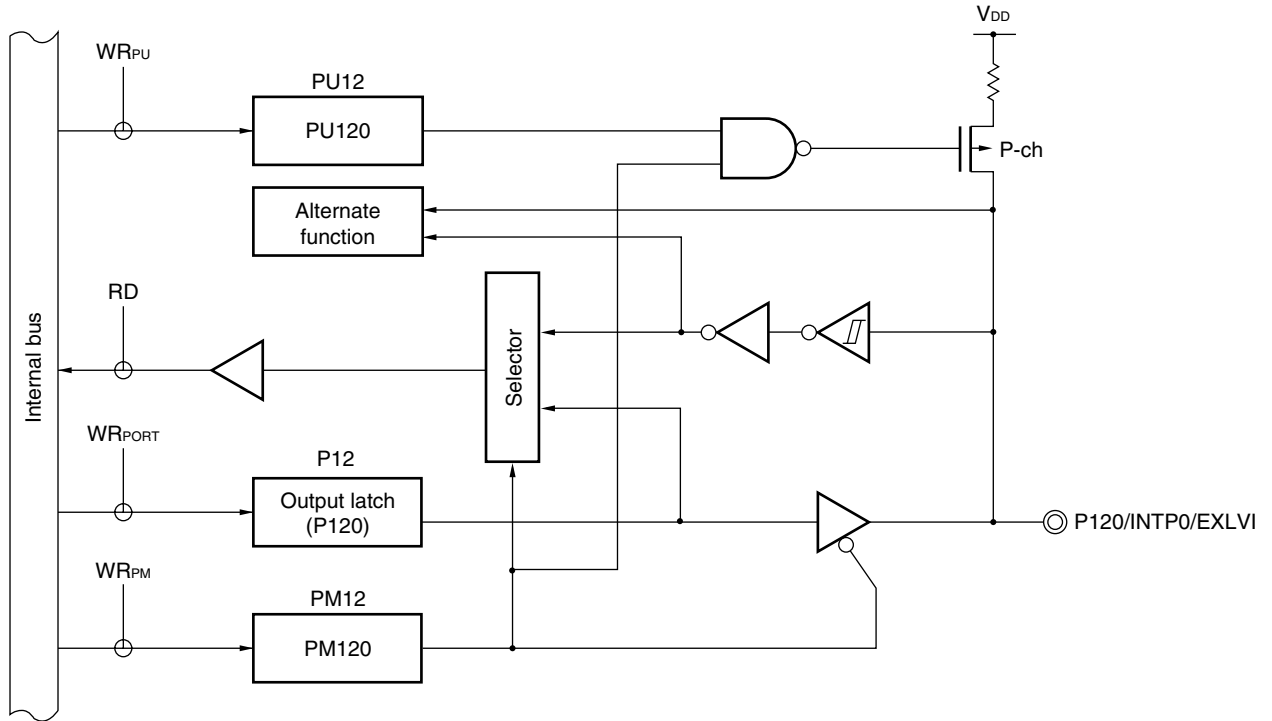 VDD
WRPU
PU12
PU120
P-ch
Alternate
function
RD
Selector
Internal bus
WRPORT
P12
Output latch
(P120)
P120/INTP0/EXLVI
WRPM
PM12
PM120